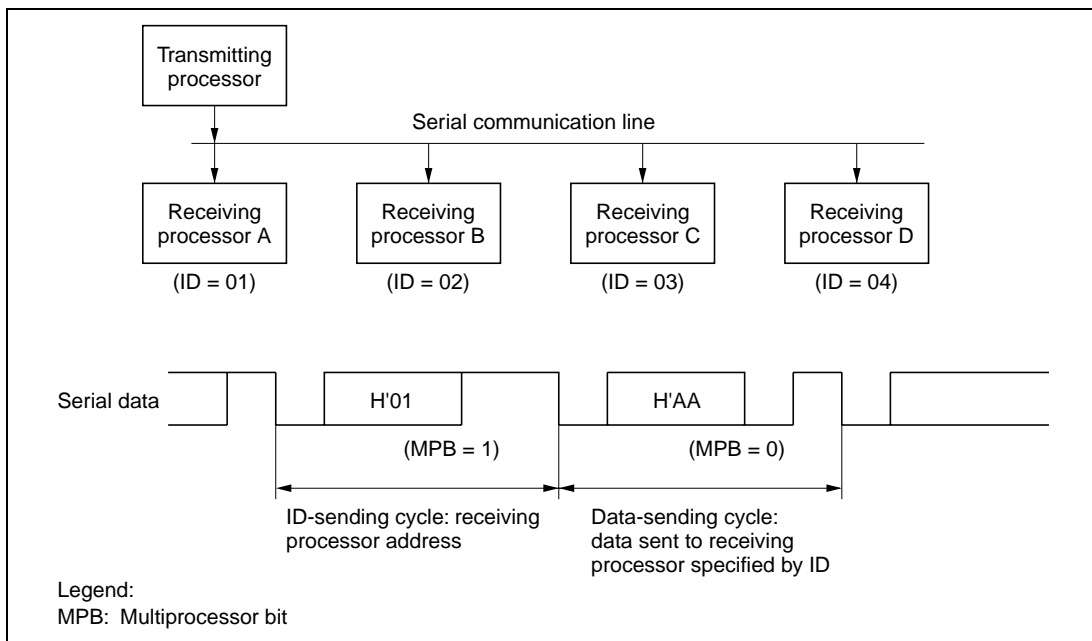 Transmitting
processor
Serial communication line
Receiving
processor A
(ID = 01)
Receiving
processor B
(ID = 02)
Receiving
processor C
(ID = 03)
Receiving
processor D
(ID = 04)
Serial data
H'01
H'AA
(MPB = 1)
(MPB = 0)
ID-sending cycle: receiving
processor address
Data-sending cycle:
data sent to receiving
processor specified by ID
Legend:
MPB: Multiprocessor bit